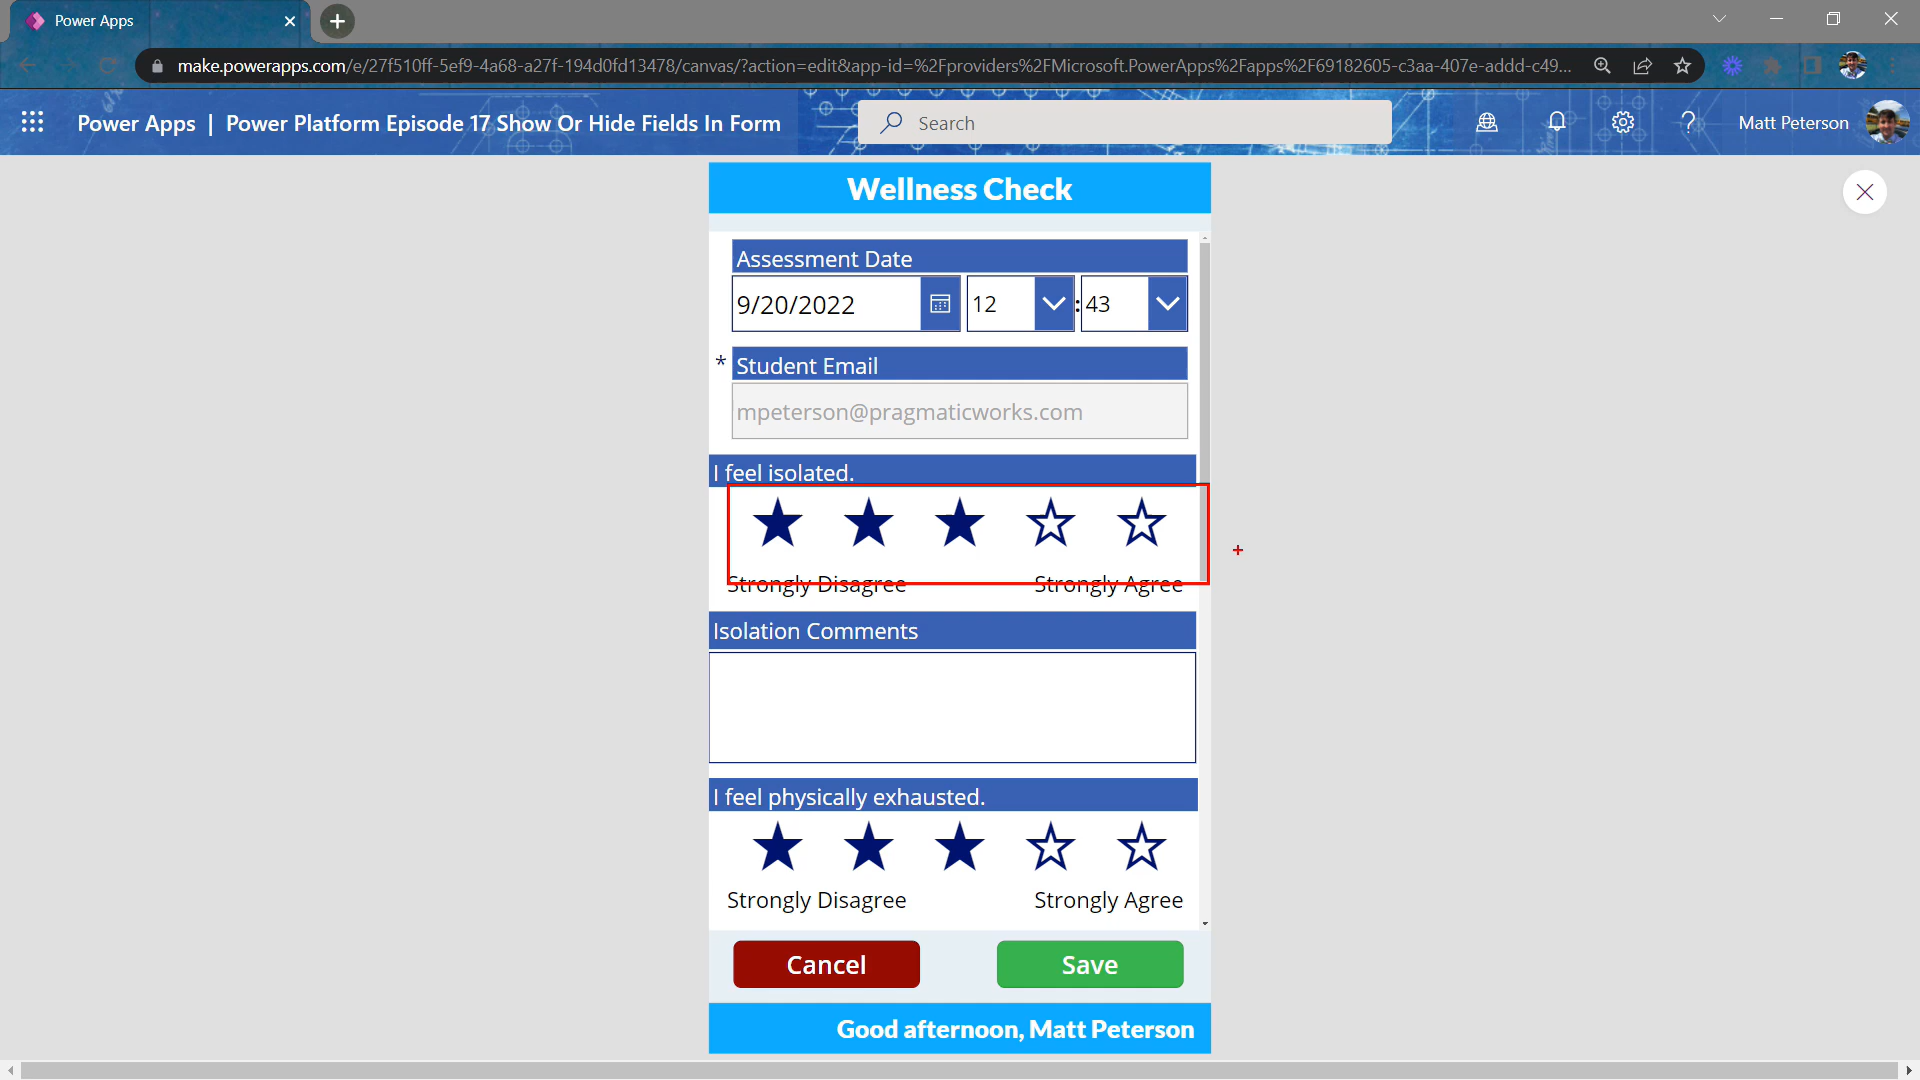 Power Apps
make.powerapps.com/e/27f510ff-5ef9-4a68-a27f-194d0fd13478/canvas/?action=edit&app-id=%2Fproviders%2FMicrosoft.PowerApps%2Fapps%2F69182605-c3aa-407e-addd-c49...
Power Apps | Power Platform Episode 17 Show Or Hide Fields In Form
Search
Matt Peterson
Wellness Check
Assessment Date
9/20/2022 12 : 43
* Student Email
mpeterson@pragmaticworks.com
I feel isolated.
Strongly Disagree Strongly Agree
Isolation Comments
I feel physically exhausted.
Strongly Disagree Strongly Agree
Cancel Save
Good afternoon, Matt Peterson